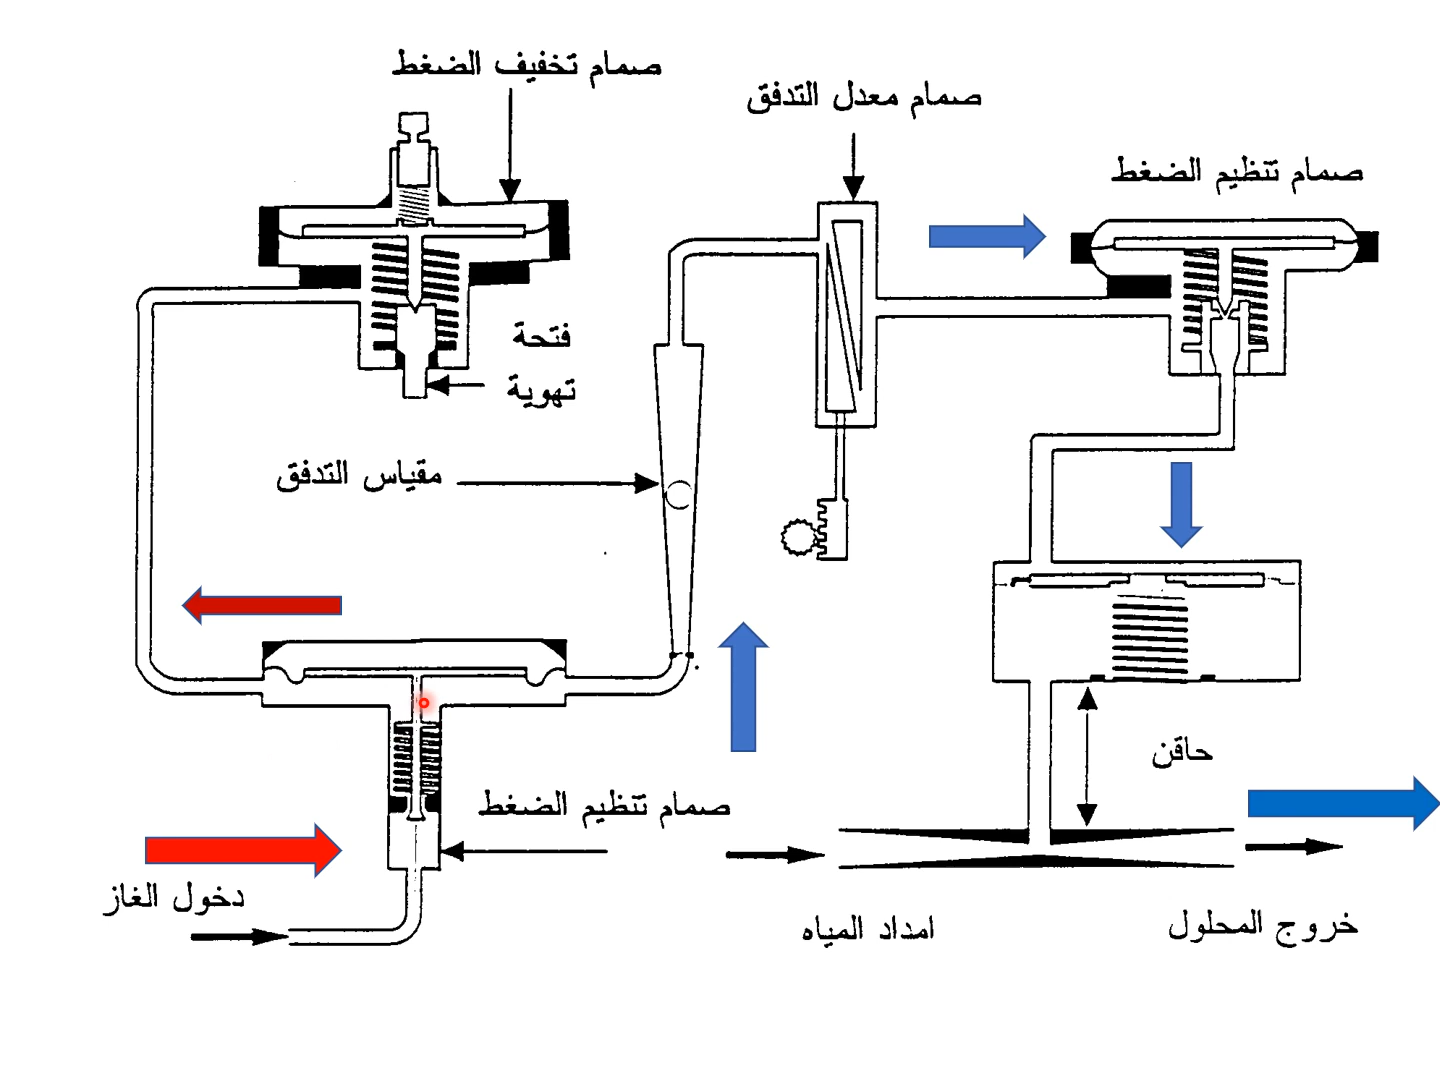 صمام تخفيف الضغط
صمام معدل التدفق
صمام تنظيم الضغط
فتحة
تهوية
مقياس التدفق
حاقن
صمام تنظيم الضغط
دخول الغاز
امداد المياه
خروج المحلول